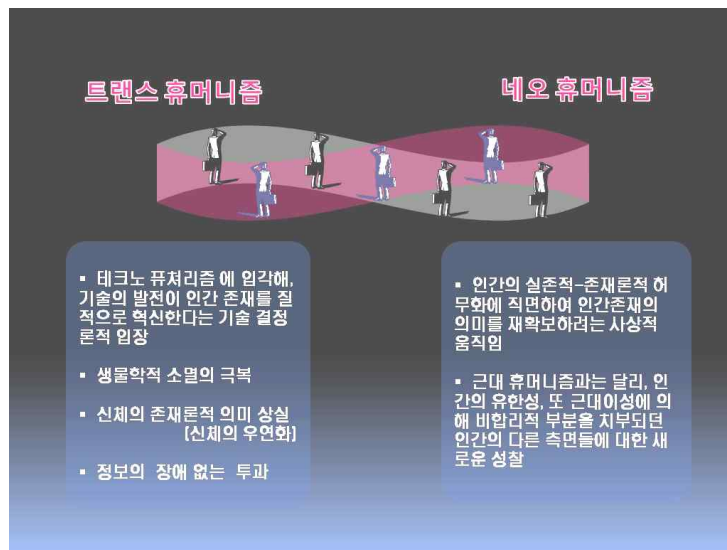 트랜스 휴머니즘
네오 휴머니즘
▪ 테크노 퓨쳐리즘 에 입각해,
기술의 발전이 인간 존재를 질
적으로 혁신한다는 기술 결정
론적 입장
▪ 생물학적 소멸의 극복
▪ 신체의 존재론적 의미 상실
[신체의 우연화]
▪ 정보의 장애 없는 투과
▪ 인간의 실존적-존재론적 허
무화에 직면하여 인간존재의
의미를 재확보하려는 사상적
움직임
▪ 근대 휴머니즘과는 달리, 인
간의 유한성, 또 근대이성에 의
해 비합리적 부분을 치부되던
인간의 다른 측면들에 대한 새
로운 성찰